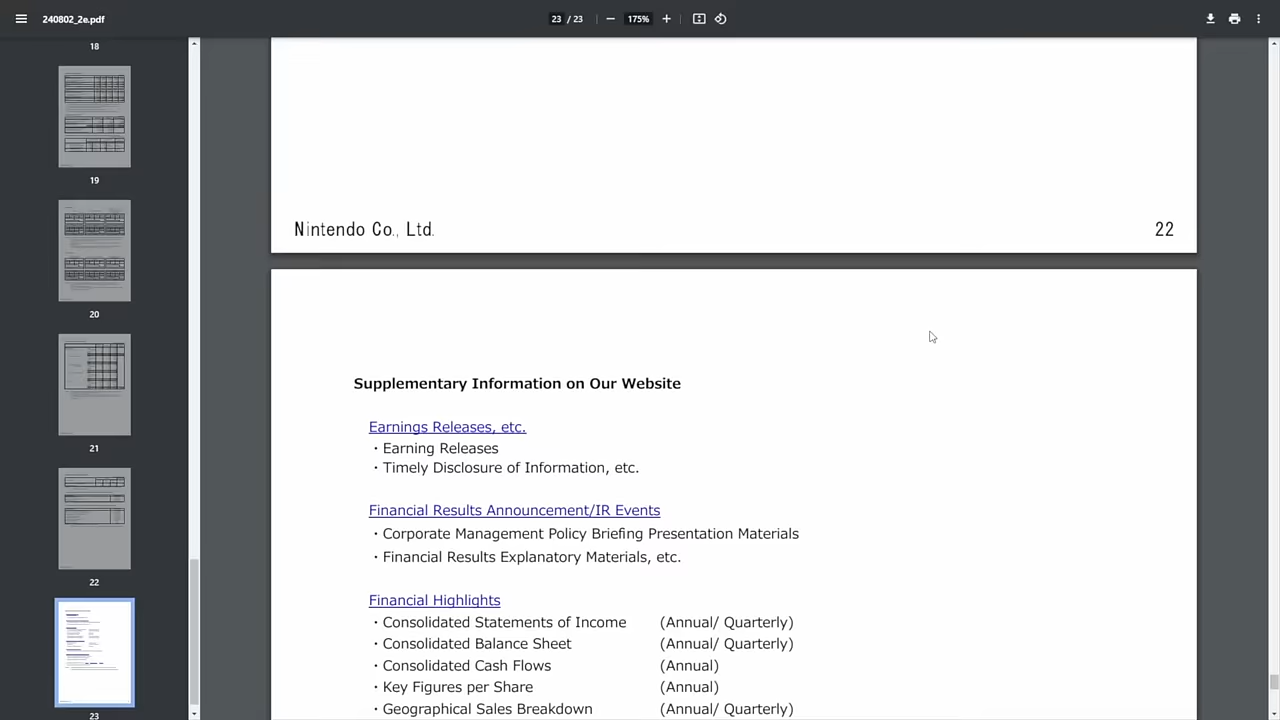 240802_2e.pdf
23 / 23
175%
18
19
20
21
22
23
Nintendo Co., Ltd.
22
Supplementary Information on Our Website
Earnings Releases, etc.
・Earning Releases
・Timely Disclosure of Information, etc.
Financial Results Announcement/IR Events
・Corporate Management Policy Briefing Presentation Materials
・Financial Results Explanatory Materials, etc.
Financial Highlights
・Consolidated Statements of Income (Annual/ Quarterly)
・Consolidated Balance Sheet (Annual/ Quarterly)
・Consolidated Cash Flows (Annual)
・Key Figures per Share (Annual)
・Geographical Sales Breakdown (Annual/ Quarterly)